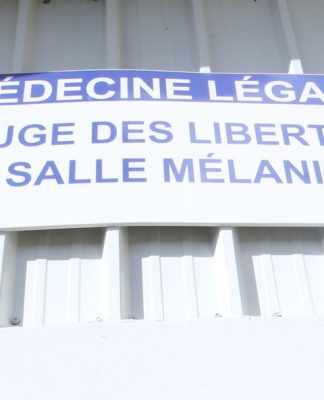 ÉDECINE LÉGA
UGE DES LIBERT
SALLE MÉLANI